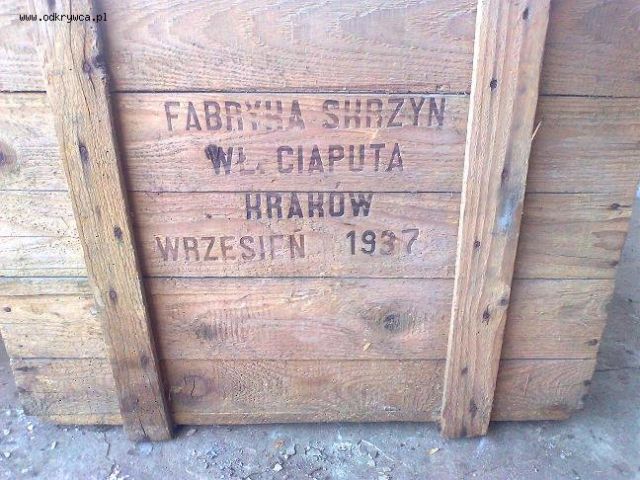 www.odkrywca.pl
FABRYKA SKRZYN
WŁ. CIAPUTA
KRAKÓW
WRZESIEŃ 1937